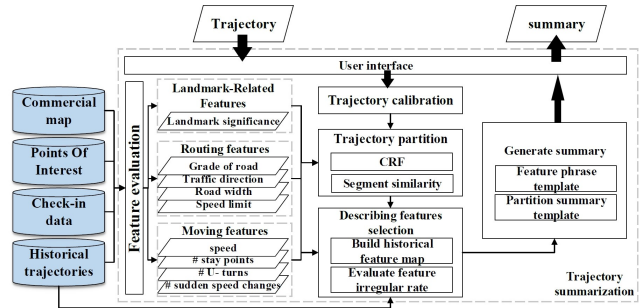 Trajectory
summary
User interface
Commercial
map
Points Of
Interest
Check-in
data
Historical
trajectories
Feature evaluation
Landmark-Related
Features
Landmark significance
Routing features
Grade of road
Traffic direction
Road width
Speed limit
Moving features
speed
# stay points
# U- turns
# sudden speed changes
Trajectory calibration
Trajectory partition
CRF
Segment similarity
Describing features
selection
Build historical
feature map
Evaluate feature
irregular rate
Generate summary
Feature phrase
template
Partition summary
template
Trajectory
summarization